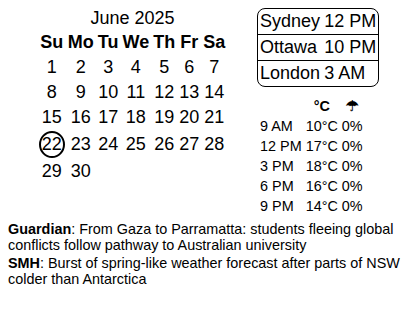 June 2025
Su Mo Tu We Th Fr Sa
1 2 3 4 5 6 7
8 9 10 11 12 13 14
15 16 17 18 19 20 21
22 23 24 25 26 27 28
29 30
Sydney 12 PM
Ottawa 10 PM
London 3 AM
°C ☂
9 AM 10°C 0%
12 PM 17°C 0%
3 PM 18°C 0%
6 PM 16°C 0%
9 PM 14°C 0%
Guardian: From Gaza to Parramatta: students fleeing global
conflicts follow pathway to Australian university
SMH: Burst of spring-like weather forecast after parts of NSW
colder than Antarctica